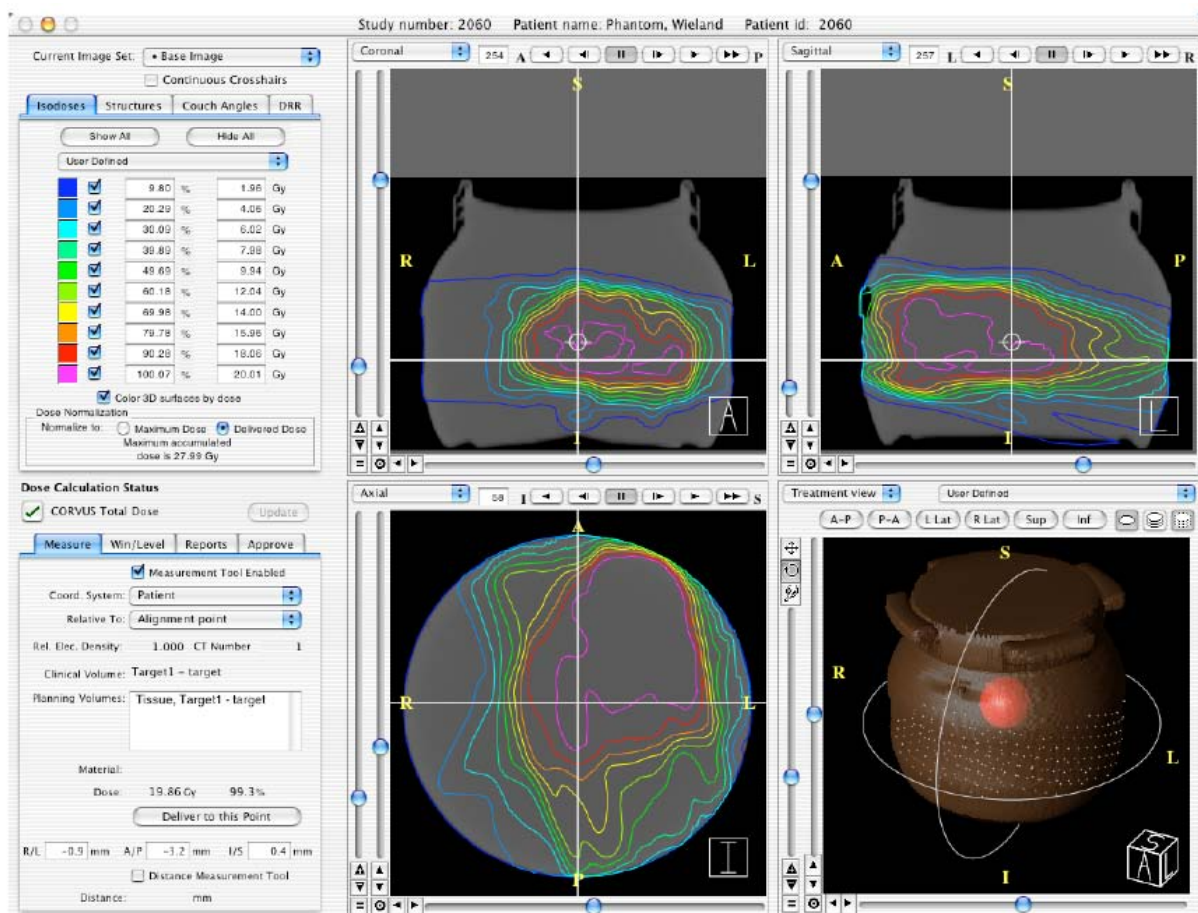 Study number: 2060 Patient name: Phantom, Wieland Patient id: 2060
Current Image Set: • Base Image
Continuous Crosshairs
Isodoses Structures Couch Angles DRR
Show All Hide All
User Defined
9.80 % 1.96 Gy
20.29 % 4.06 Gy
30.09 % 6.02 Gy
39.89 % 7.98 Gy
49.69 % 9.94 Gy
60.18 % 12.04 Gy
69.98 % 14.00 Gy
79.78 % 15.96 Gy
90.28 % 18.06 Gy
100.07 % 20.01 Gy
Color 3D surfaces by dose
Dose Normalization
Normalize to: Maximum Dose Delivered Dose
Maximum accumulated
dose is 27.99 Gy
Dose Calculation Status
CORVUS Total Dose Update
Measure Win/Level Reports Approve
Measurement Tool Enabled
Coord. System: Patient
Relative To: Alignment point
Rel. Elec. Density: 1.000 CT Number 1
Clinical Volume: Target1 - target
Planning Volumes: Tissue, Target1 - target
Material:
Dose: 19.86 Gy 99.3%
Deliver to this Point
R/L -0.9 mm A/P -3.2 mm I/S 0.4 mm
Distance Measurement Tool
Distance: mm
Coronal 254 A P
S
R L
I
A
Sagittal 257 L R
S
A P
I
L
Axial 58 I S
A
R L
P
I
Treatment view User Defined
A-P P-A L Lat R Lat Sup Inf
S
R
L
I
S
A L